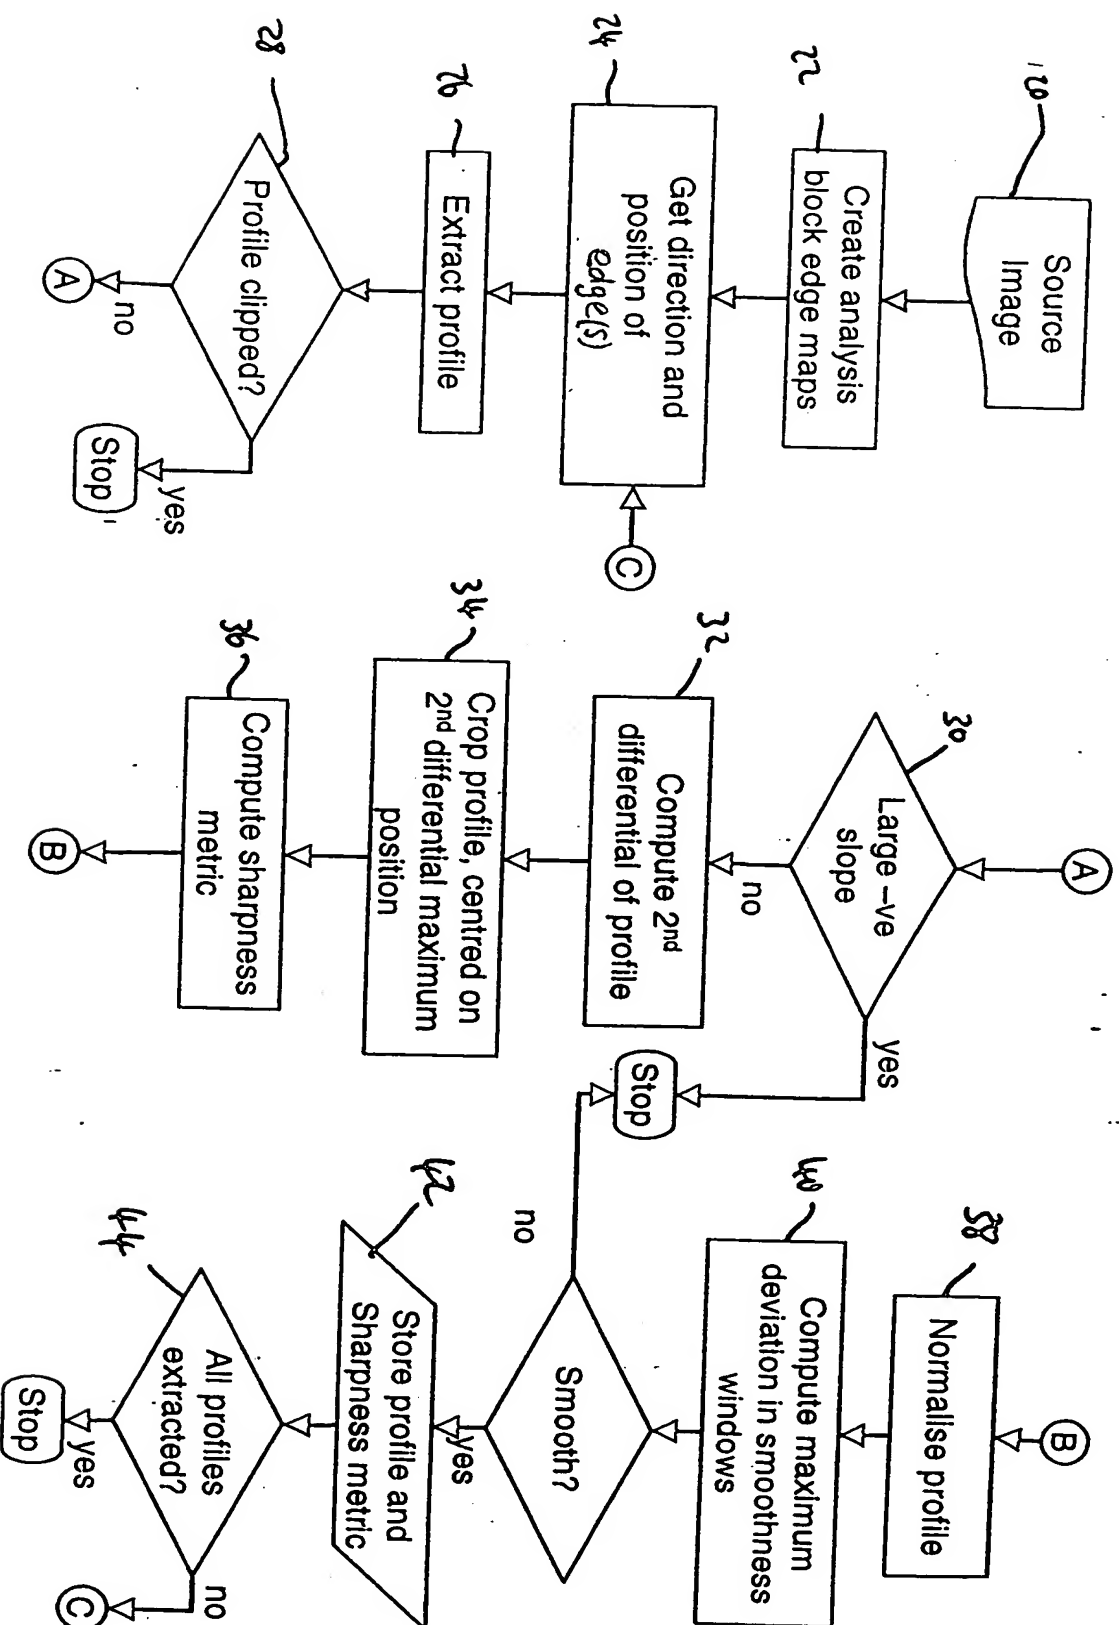 120
Source
Image
22
Create analysis
block edge maps
24
Get direction and
position of
edge(s)
C
26
Extract profile
28
Profile clipped?
no
A
yes
Stop
A
30
Large –ve
slope
yes
no
Stop
32
Compute 2nd
differential of profile
34
Crop profile, centred on
2nd differential maximum
position
36
Compute sharpness
metric
B
B
38
Normalise profile
40
Compute maximum
deviation in smoothness
windows
Smooth?
no
yes
42
Store profile and
Sharpness metric
44
All profiles
extracted?
yes
Stop
no
C